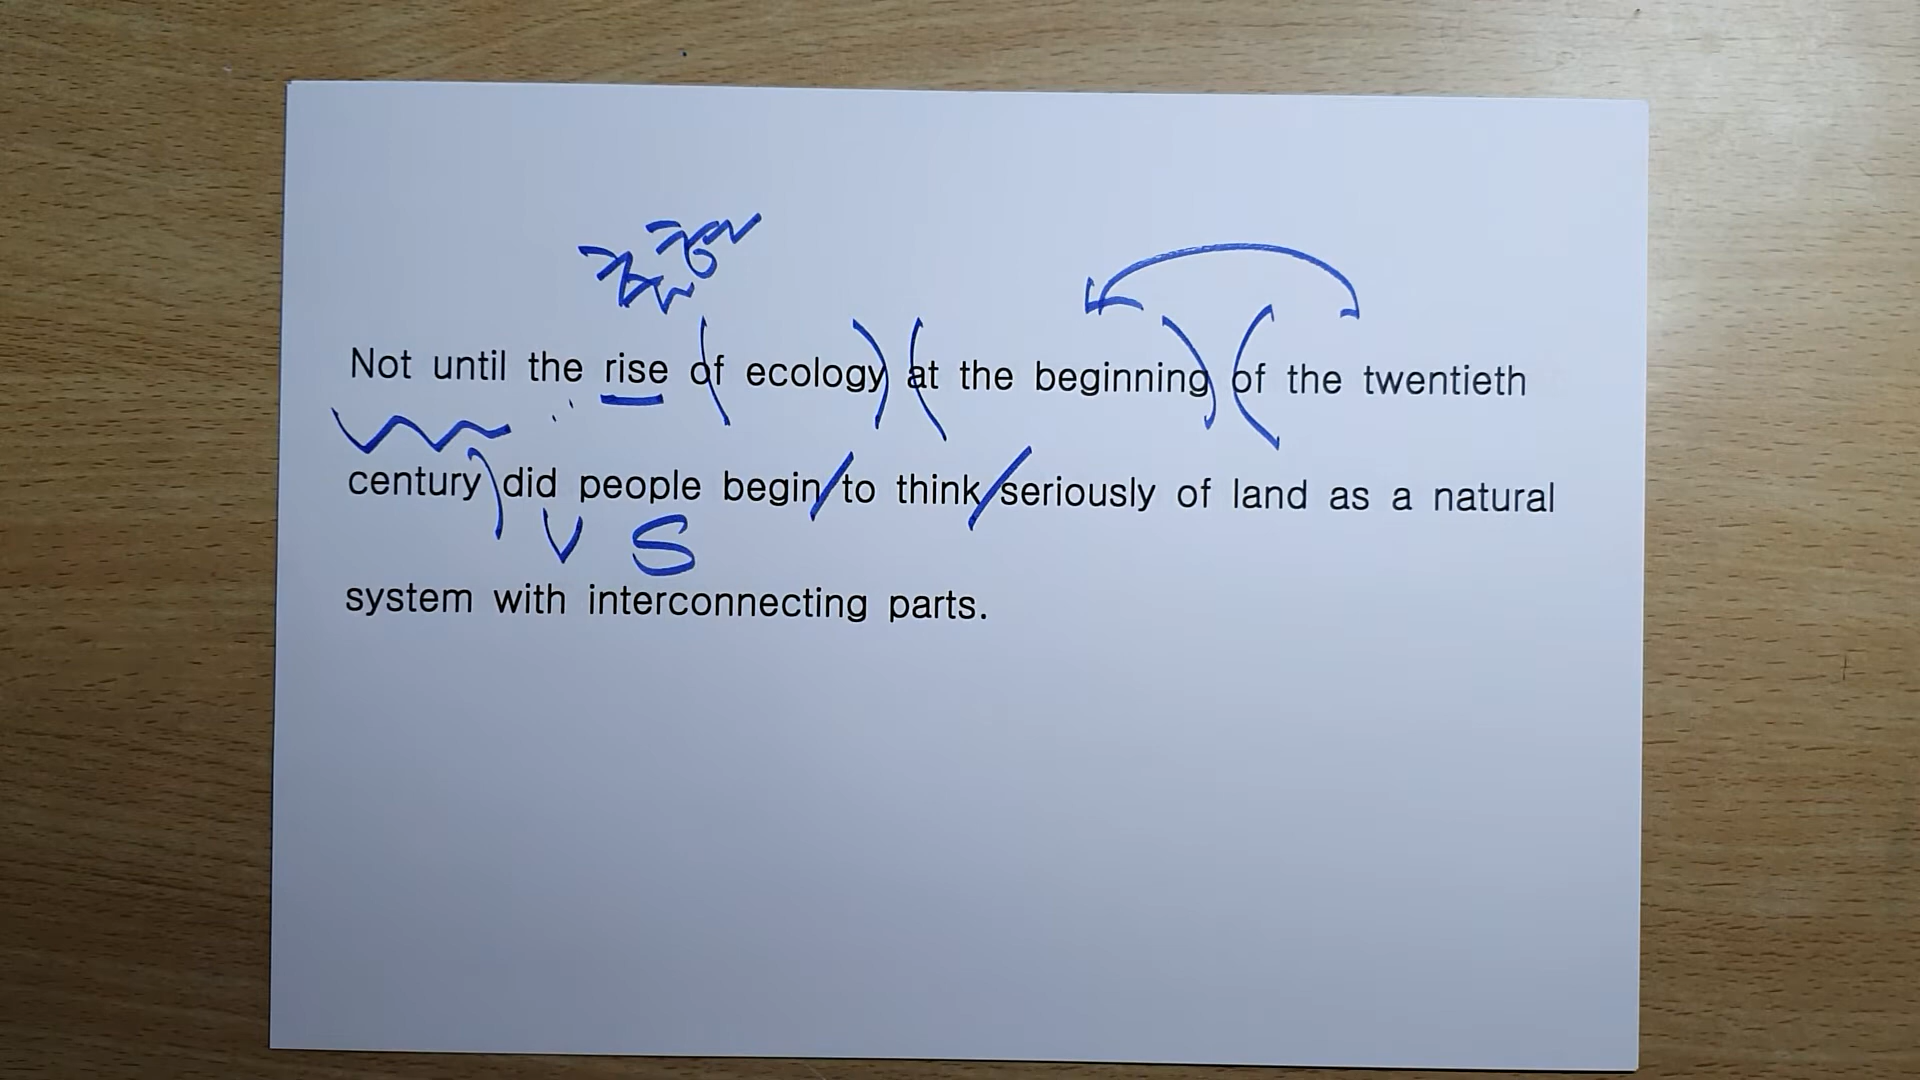 Not until the rise of ecology at the beginning of the twentieth
century did people begin to think seriously of land as a natural
V S
system with interconnecting parts.